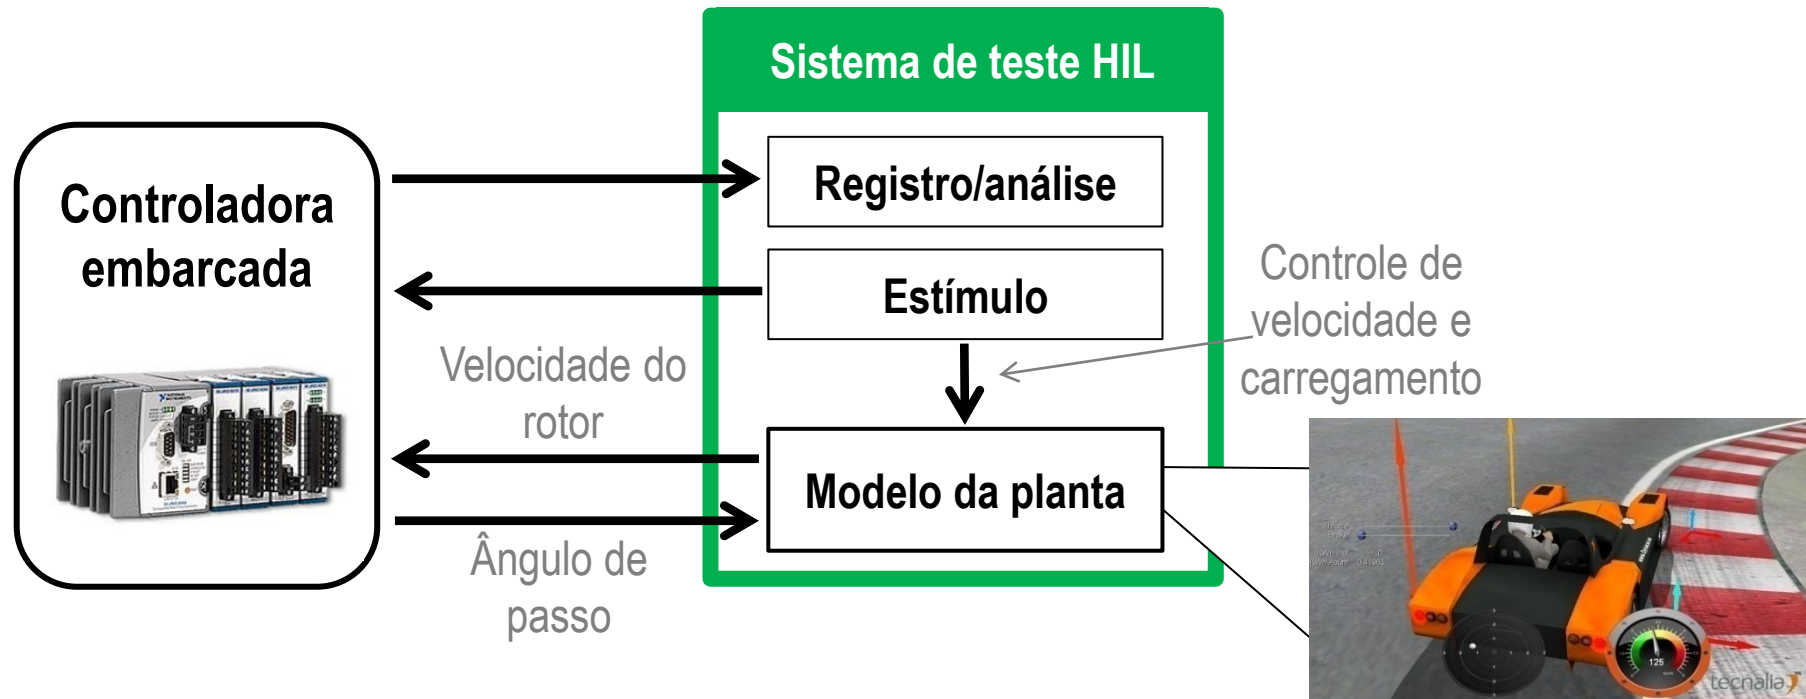 Sistema de teste HIL
Controladora
embarcada
Registro/análise
Estímulo
Controle de
velocidade e
carregamento
Velocidade do
rotor
Modelo da planta
Ângulo de
passo
125
tecnalia